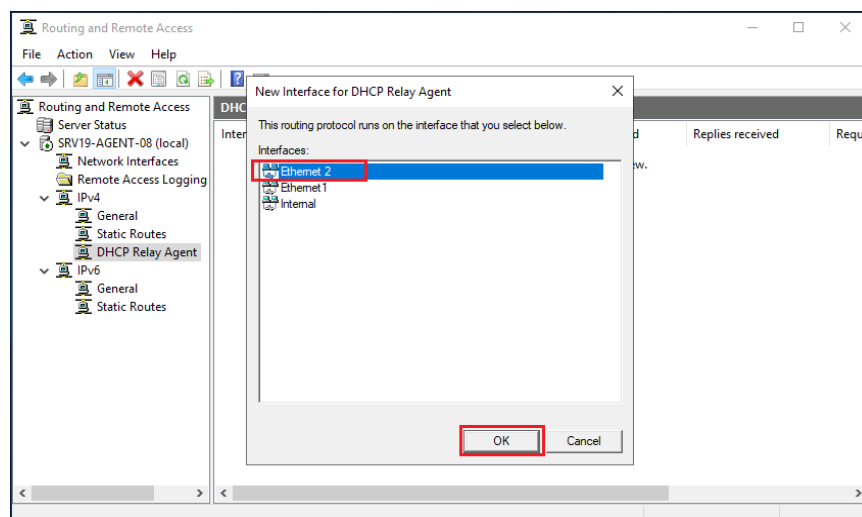 Routing and Remote Access
File Action View Help
Routing and Remote Access
Server Status
SRV19-AGENT-08 (local)
Network Interfaces
Remote Access Logging
IPv4
General
Static Routes
DHCP Relay Agent
IPv6
General
Static Routes
DHC
Inter
d
Replies received
Requ
ew.
New Interface for DHCP Relay Agent
This routing protocol runs on the interface that you select below.
Interfaces:
Ethernet 2
Ethernet1
Internal
OK Cancel